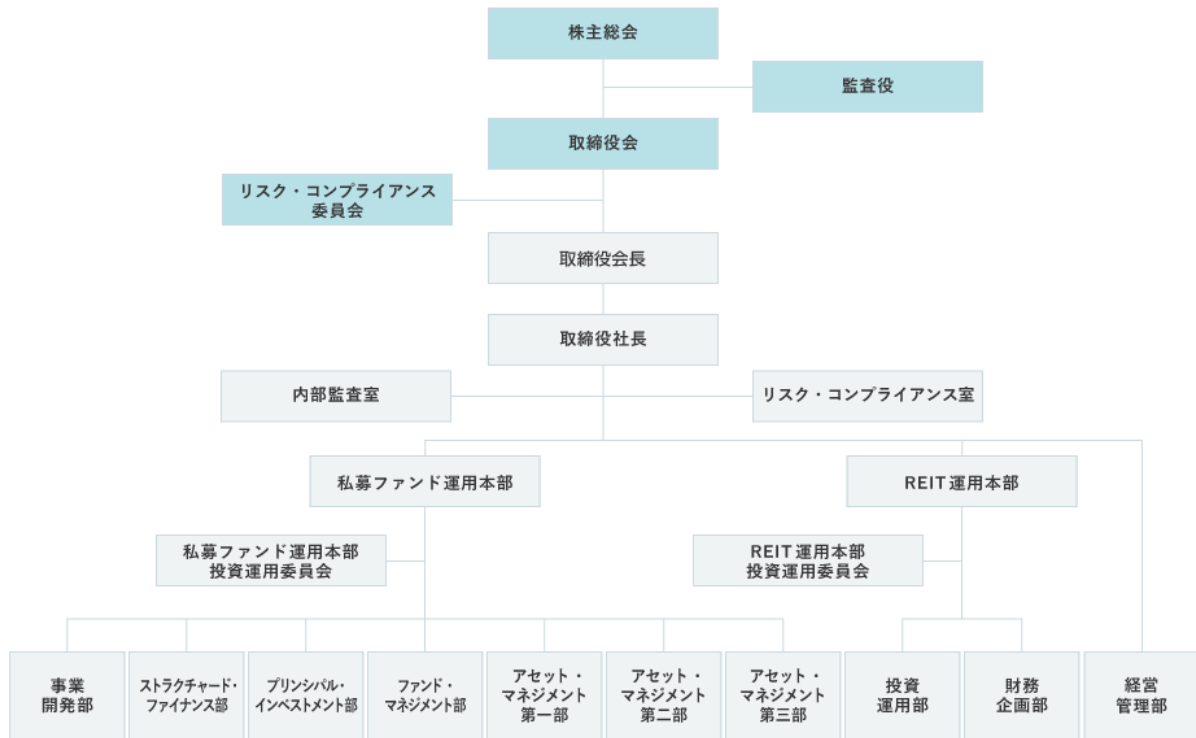 株主総会
監査役
取締役会
リスク・コンプライアンス
委員会
取締役会長
取締役社長
内部監査室
リスク・コンプライアンス室
私募ファンド運用本部
REIT運用本部
私募ファンド運用本部
投資運用委員会
REIT運用本部
投資運用委員会
事業
開発部
ストラクチャード・
ファイナンス部
プリンシパル・
インベストメント部
ファンド・
マネジメント部
アセット・
マネジメント
第一部
アセット・
マネジメント
第二部
アセット・
マネジメント
第三部
投資
運用部
財務
企画部
経営
管理部